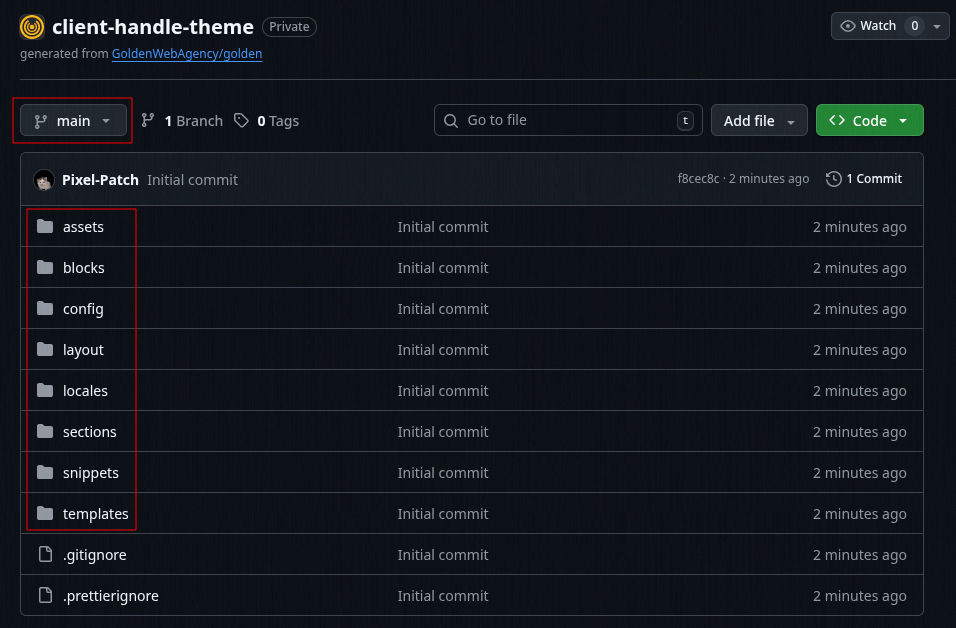 client-handle-theme Private
Watch 0
generated from GoldenWebAgency/golden
main 1 Branch 0 Tags Go to file t Add file Code
Pixel-Patch Initial commit f8cec8c · 2 minutes ago 1 Commit
assets Initial commit 2 minutes ago
blocks Initial commit 2 minutes ago
config Initial commit 2 minutes ago
layout Initial commit 2 minutes ago
locales Initial commit 2 minutes ago
sections Initial commit 2 minutes ago
snippets Initial commit 2 minutes ago
templates Initial commit 2 minutes ago
.gitignore Initial commit 2 minutes ago
.prettierignore Initial commit 2 minutes ago